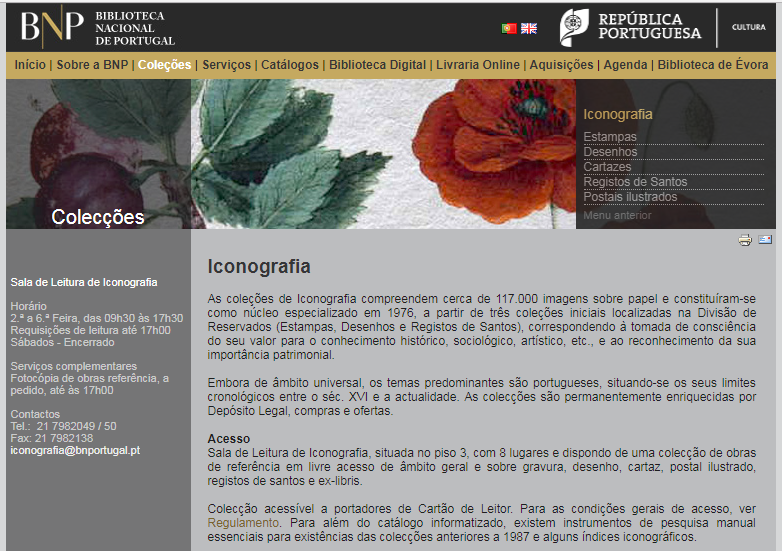 BNP
BIBLIOTECA
NACIONAL
DE PORTUGAL
REPÚBLICA
PORTUGUESA
CULTURA
Início | Sobre a BNP | Coleções | Serviços | Catálogos | Biblioteca Digital | Livraria Online | Aquisições | Agenda | Biblioteca de Évora
Colecções
Iconografia
Estampas
Desenhos
Cartazes
Registos de Santos
Postais ilustrados
Menu anterior
Sala de Leitura de Iconografia
Horário
2.ª a 6.ª Feira, das 09h30 às 17h30
Requisições de leitura até 17h00
Sábados - Encerrado
Serviços complementares
Fotocópia de obras referência, a
pedido, até às 17h00
Contactos
Tel.: 21 7982049 / 50
Fax: 21 7982138
iconografia@bnportugal.pt
Iconografia
As coleções de Iconografia compreendem cerca de 117.000 imagens sobre papel e constituíram-se
como núcleo especializado em 1976, a partir de três coleções iniciais localizadas na Divisão de
Reservados (Estampas, Desenhos e Registos de Santos), correspondendo à tomada de consciência
do seu valor para o conhecimento histórico, sociológico, artístico, etc., e ao reconhecimento da sua
importância patrimonial.
Embora de âmbito universal, os temas predominantes são portugueses, situando-se os seus limites
cronológicos entre o séc. XVI e a actualidade. As colecções são permanentemente enriquecidas por
Depósito Legal, compras e ofertas.
Acesso
Sala de Leitura de Iconografia, situada no piso 3, com 8 lugares e dispondo de uma colecção de obras
de referência em livre acesso de âmbito geral e sobre gravura, desenho, cartaz, postal ilustrado,
registos de santos e ex-libris.
Colecção acessível a portadores de Cartão de Leitor. Para as condições gerais de acesso, ver
Regulamento. Para além do catálogo informatizado, existem instrumentos de pesquisa manual
essenciais para existências das colecções anteriores a 1987 e alguns índices iconográficos.